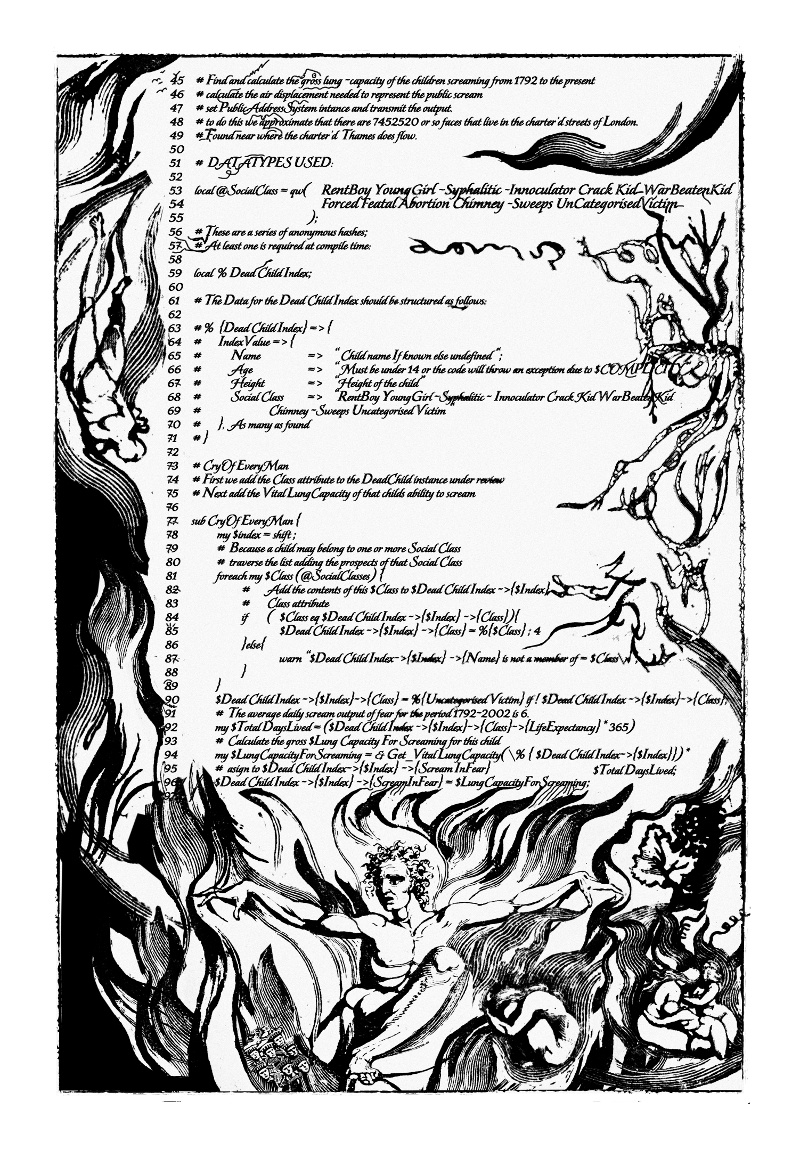 45 # Find and calculate the gross lung -capacity of the children screaming from 1792 to the present
46 # calculate the air displacement needed to represent the public scream
47 # set PublicAddressSystem intance and transmit the output.
48 # to do this we approximate that there are 7452520 or so faces that live in the charter'd streets of London.
49 # Found near where the charter'd Thames does flow.
50
51 # DATATYPES USED:
52
53 local @SocialClass = qw( RentBoy YoungGirl -Syphalitic -Innoculator Crack Kid-WarBeatenKid
54 Forced Featal Abortion Chimney -Sweeps UnCategorisedVictim
55 );
56 # These are a series of anonymous hashes;
57 # At least one is required at compile time:
58
59 local % Dead Child Index;
60
61 # The Data for the Dead Child Index should be structured as follows:
62
63 # % {Dead Child Index} => {
64 # IndexValue => {
65 # Name => "Child name If known else undefined";
66 # Age => "Must be under 14 or the code will throw an exception due to $COMPLICITY
67 # Height => "Height of the child"
68 # Social Class => "RentBoy YoungGirl -Syphalitic - Innoculator Crack Kid WarBeatenKid
69 # Chimney -Sweeps UncategorisedVictim
70 # }. As many as found
71 # }
72
73 # CryOf EveryMan
74 # First we add the Class attribute to the DeadChild instance under review
75 # Next add the Vital LungCapacity of that childs ability to scream
76
77 sub CryOf EveryMan {
78 my $index = shift ;
79 # Because a child may belong to one or more Social Class
80 # traverse the list adding the prospects of that Social Class
81 foreach my $Class (@SocialClasses) {
82 # Add the contents of this $Class to $Dead Child Index ->{$Index}
83 # Class attribute
84 if ( $Class eq $Dead Child Index ->{$Index} ->{Class}){
85 $Dead Child Index ->{$Index} ->{Class} = %{$Class} ; 4
86 }else{
87 warn "$Dead Child Index->{$Index} ->{Name} is not a member of = $Class\
88 }
89 }
90 $Dead Child Index ->{$Index}->{Class} = %{Uncategorised Victim} if ! $Dead Child Index ->{$Index}->{Class};
91 # The average daily scream output of fear for the period 1792-2002 is 6.
92 my $Total DaysLived = ($Dead Child Index ->{$Index} ->{Class}->{LifeExpectancy} * 365)
93 # Calculate the gross $Lung Capacity For Screaming for this child
94 my $LungCapacityForScreaming = & Get_Vital LungCapacity( \% { $Dead Child Index->{$Index}}) *
95 # asign to $Dead Child Index->{$Index} ->{Scream InFear} $Total DaysLived;
96 $Dead Child Index ->{$Index} ->{ScreamInFear} = $LungCapacityForScreaming;